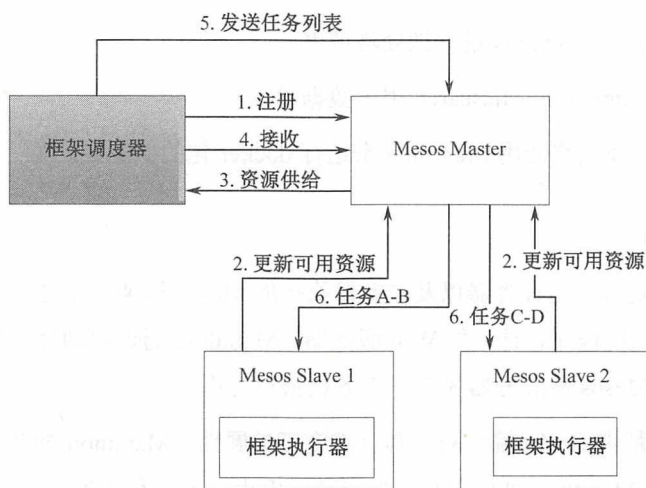 5. 发送任务列表
框架调度器
1. 注册
4. 接收
3. 资源供给
Mesos Master
2. 更新可用资源
2. 更新可用资源
6. 任务A-B
6. 任务C-D
Mesos Slave 1
框架执行器
Mesos Slave 2
框架执行器